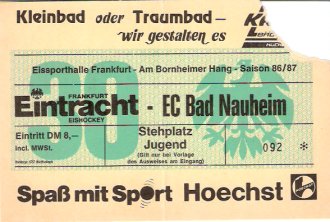 Kleinbad oder Traumbad –
wir gestalten es
Eissporthalle Frankfurt - Am Bornheimer Hang - Saison 86/87
FRANKFURT
Eintracht - EC Bad Nauheim
EISHOCKEY
Eintritt DM 8,—
incl. MWSt.
Stehplatz
Jugend
(Gilt nur bei Vorlage
des Ausweises am Eingang)
092 *
Spaß mit Sport Hoechst